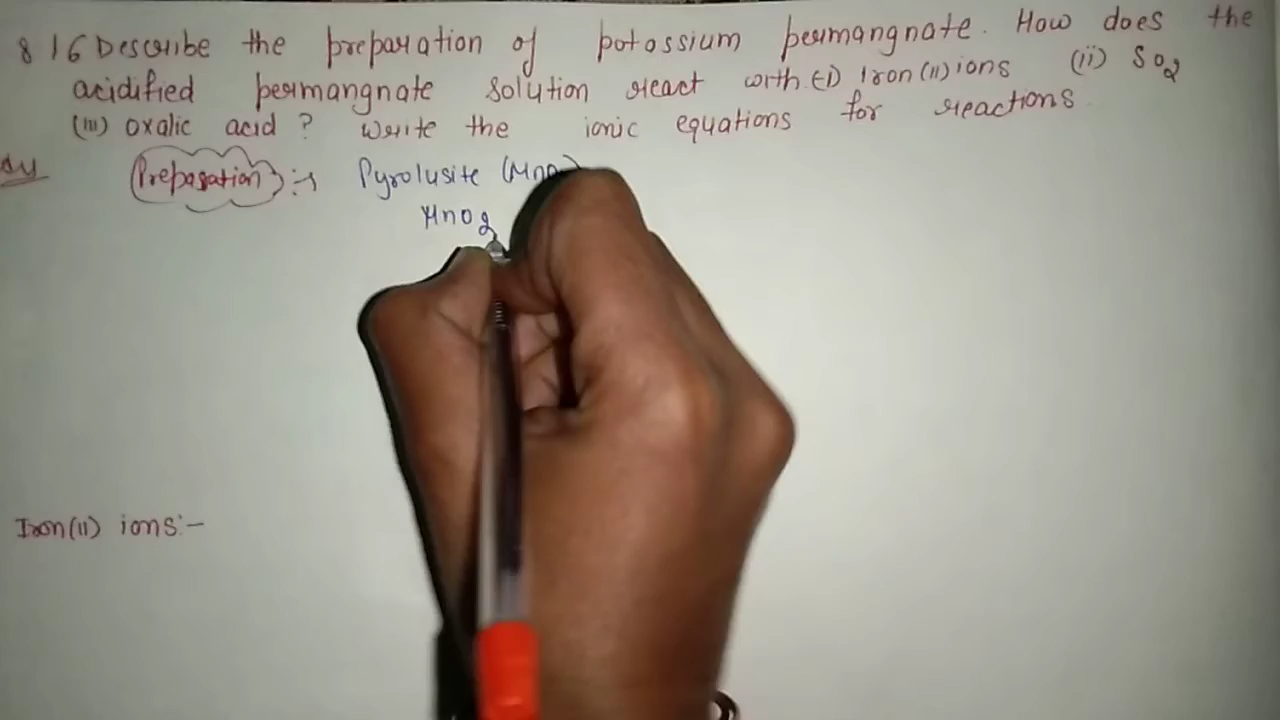 8 16 Describe the preparation of potossium permangnate. How does the
acidified permangnate solution react with (i) Iron (II) ions (ii) SO2
(III) oxalic acid ? Write the ionic equations for reactions
Preparation :→ Pyrolusite
MnO2
Iron(II) ions:-